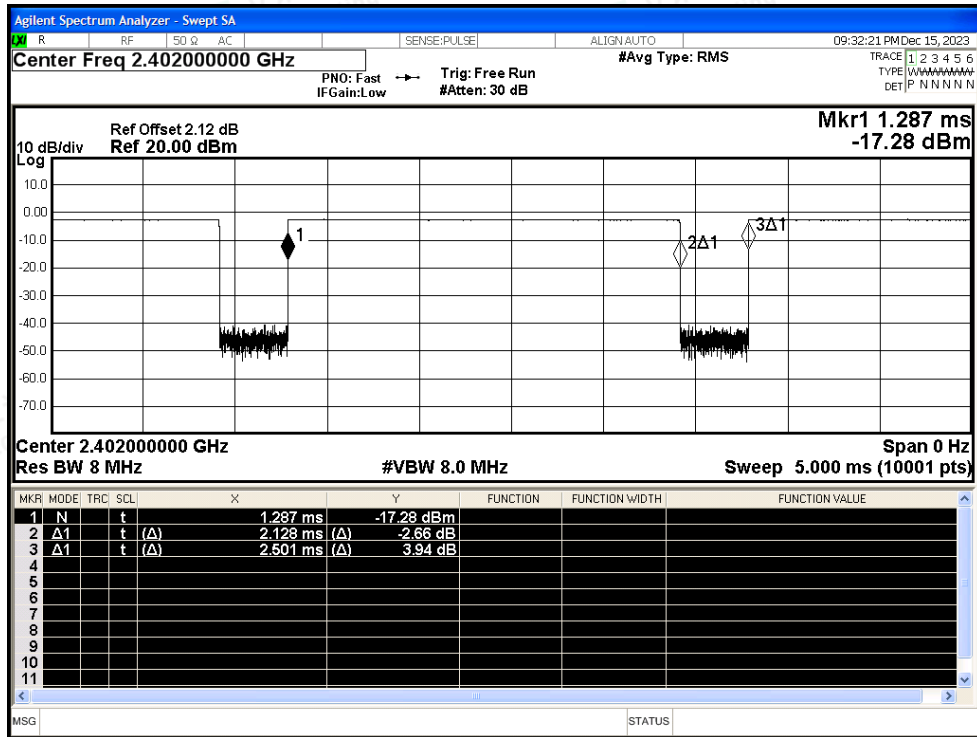 Agilent Spectrum Analyzer - Swept SA
LXI R RF 50 Ω AC SENSE:PULSE ALIGN AUTO 09:32:21 PM Dec 15, 2023
Center Freq 2.402000000 GHz #Avg Type: RMS TRACE 1 2 3 4 5 6
PNO: Fast Trig: Free Run TYPE WWWWWW
IFGain:Low #Atten: 30 dB DET P N N N N N
Mkr1 1.287 ms
Ref Offset 2.12 dB -17.28 dBm
10 dB/div Ref 20.00 dBm
Log
10.0
0.00
-10.0 1 2Δ1 3Δ1
-20.0
-30.0
-40.0
-50.0
-60.0
-70.0
Center 2.402000000 GHz Span 0 Hz
Res BW 8 MHz #VBW 8.0 MHz Sweep 5.000 ms (10001 pts)
MKR MODE TRC SCL X Y FUNCTION FUNCTION WIDTH FUNCTION VALUE
1 N t 1.287 ms -17.28 dBm
2 Δ1 t (Δ) 2.128 ms (Δ) -2.66 dB
3 Δ1 t (Δ) 2.501 ms (Δ) 3.94 dB
4
5
6
7
8
9
10
11
MSG STATUS